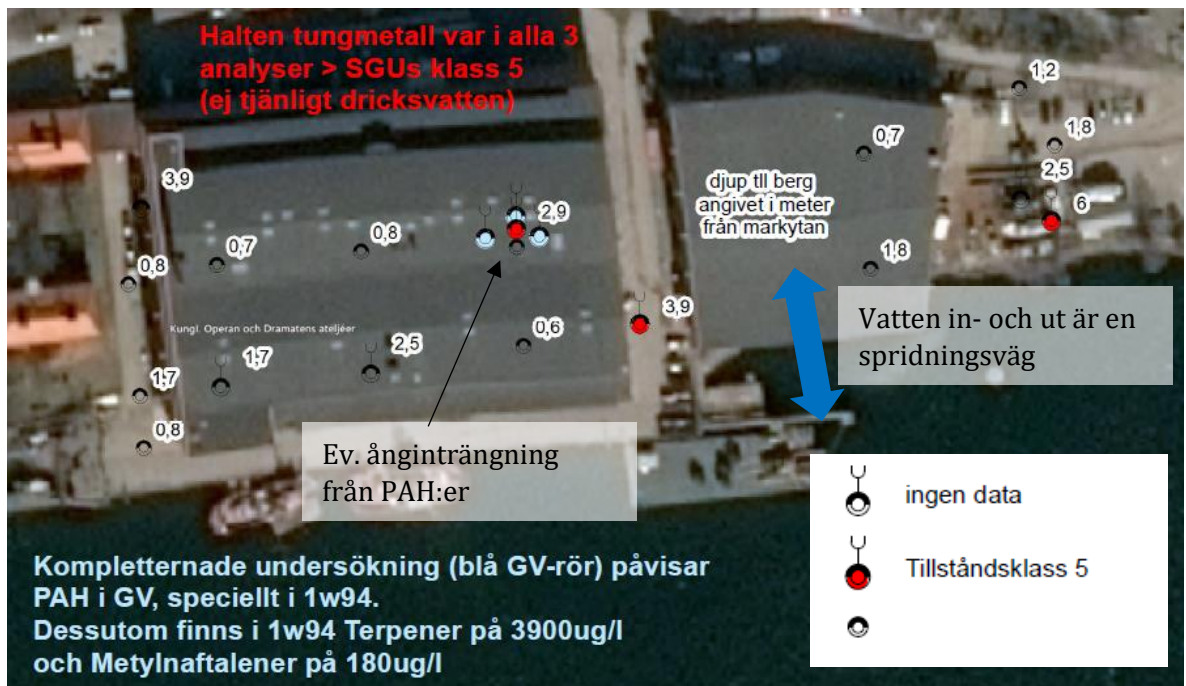 Halten tungmetall var i alla 3
analyser > SGUs klass 5
(ej tjänligt dricksvatten)
1,2
1,8
0,7
2,5
3,9
djup tll berg
angivet i meter
från markytan
2,9
6
0,8
0,7
0,8
1,8
3,9
Vatten in- och ut är en
spridningsväg
Kungl. Operan och Dramatens ateljéer
0,6
1,7
2,5
1,7
0,8
Ev. ånginträngning
från PAH:er
ingen data
Tillståndsklass 5
Kompletternade undersökning (blå GV-rör) påvisar
PAH i GV, speciellt i 1w94.
Dessutom finns i 1w94 Terpener på 3900ug/l
och Metylnaftalener på 180ug/l